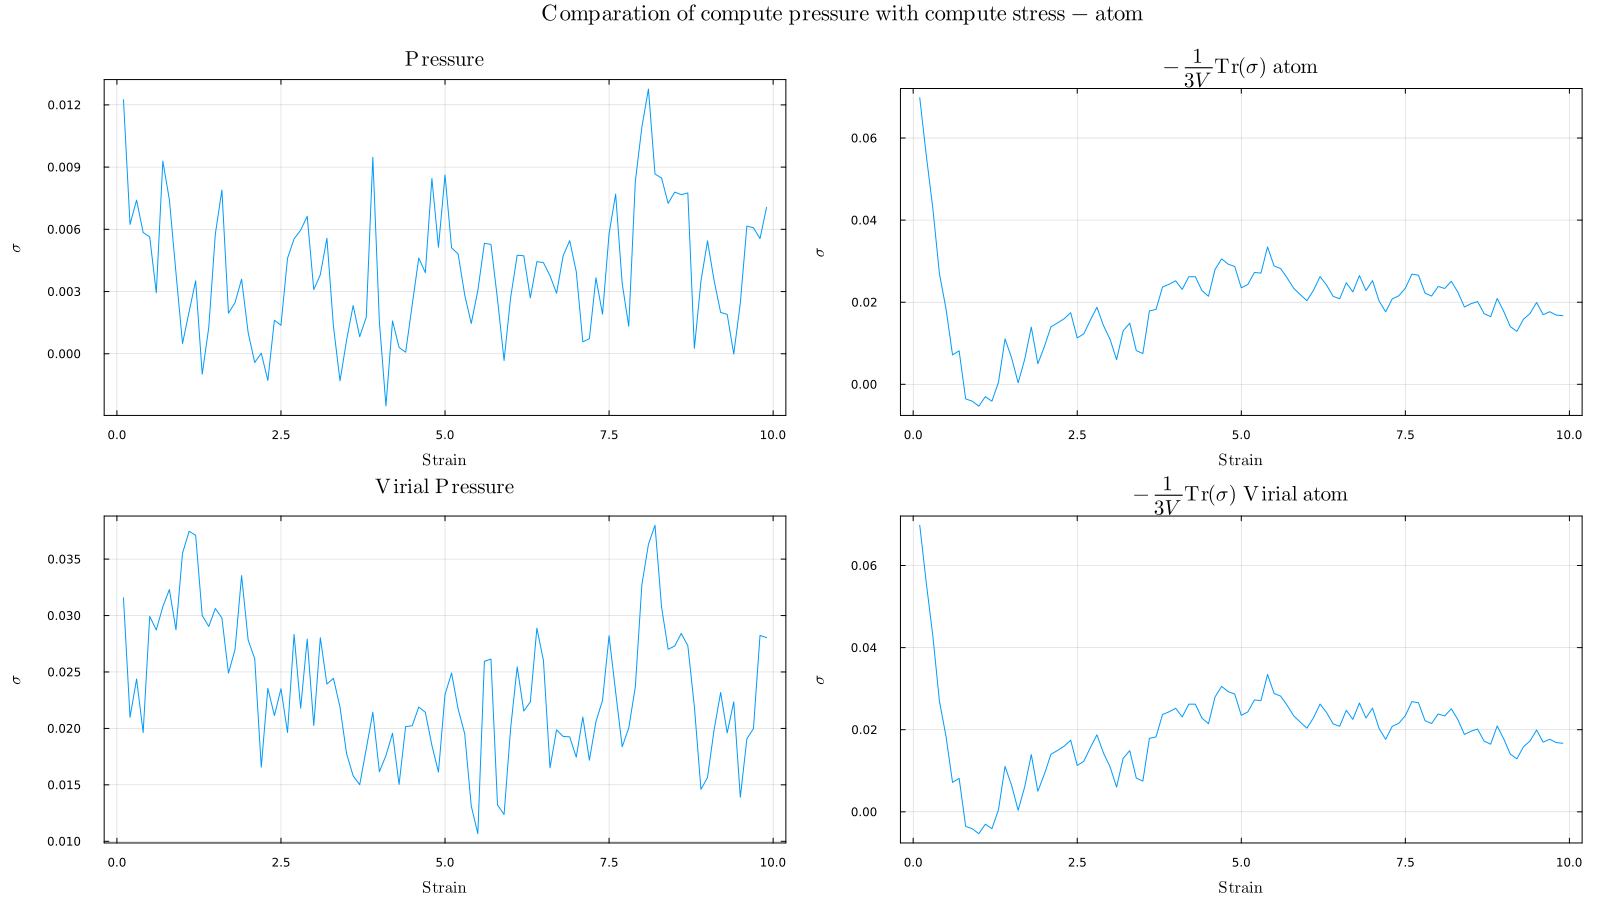 Comparation of compute pressure with compute stress − atom
Pressure
0.012
0.009
0.006
0.003
0.000
σ
0.0 2.5 5.0 7.5 10.0
Strain
− 1/3V Tr(σ) atom
0.06
0.04
0.02
0.00
σ
0.0 2.5 5.0 7.5 10.0
Strain
Virial Pressure
0.035
0.030
0.025
0.020
0.015
0.010
σ
0.0 2.5 5.0 7.5 10.0
Strain
− 1/3V Tr(σ) Virial atom
0.06
0.04
0.02
0.00
σ
0.0 2.5 5.0 7.5 10.0
Strain